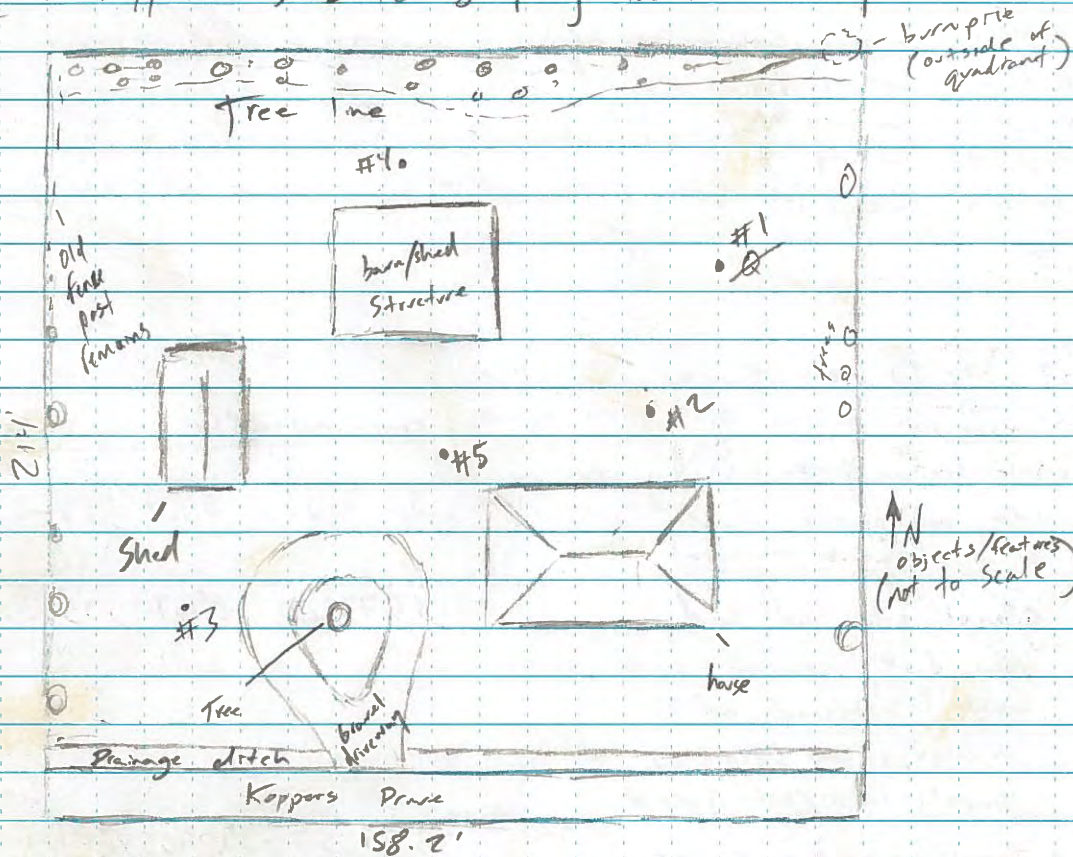 burn pile
(outside of
quadrant)
Tree line
#4
#1
barn/shed
Structure
old
fence
post
remains
trees
#2
#5
Shed
N
objects/features
(not to scale
#3
Tree
house
gravel
driveway
Drainage ditch
Koppers Drive
158.2'